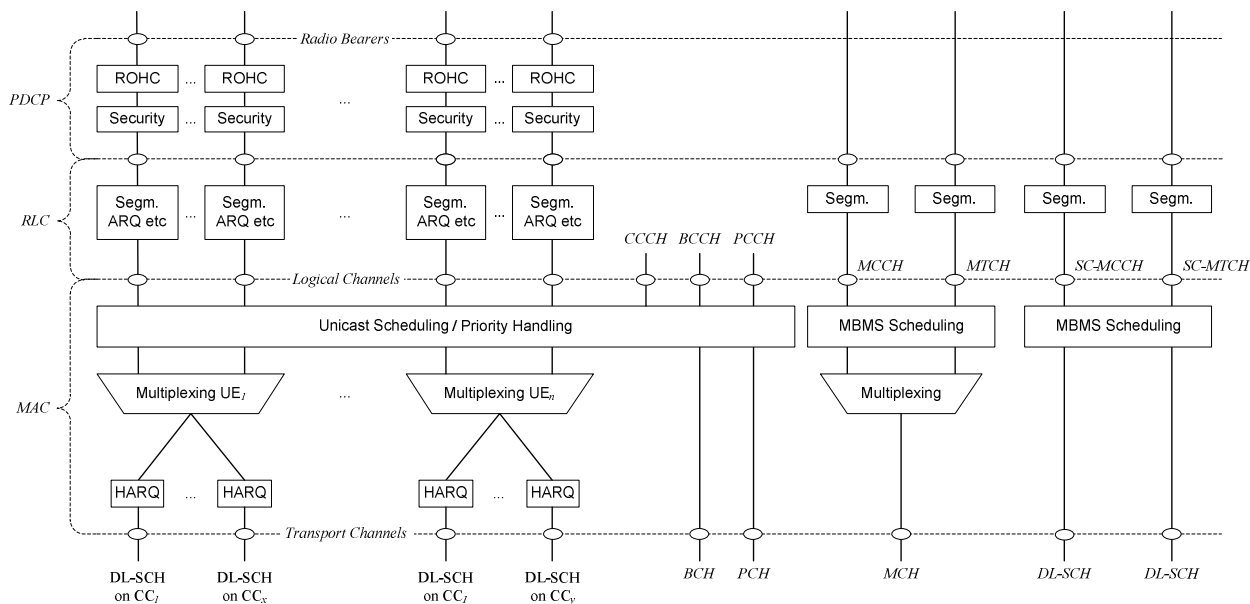 Radio Bearers
ROHC ... ROHC ROHC ... ROHC
PDCP ...
Security ... Security Security ... Security
Segm. ARQ etc ... Segm. ARQ etc ... Segm. ARQ etc ... Segm. ARQ etc Segm. Segm. Segm. Segm.
RLC
CCCH BCCH PCCH
MCCH MTCH SC-MCCH SC-MTCH
Logical Channels
Unicast Scheduling / Priority Handling MBMS Scheduling MBMS Scheduling
Multiplexing UE1 ... Multiplexing UEn Multiplexing
MAC
HARQ ... HARQ HARQ ... HARQ
Transport Channels
DL-SCH on CC1 DL-SCH on CCx DL-SCH on CC1 DL-SCH on CCy BCH PCH MCH DL-SCH DL-SCH